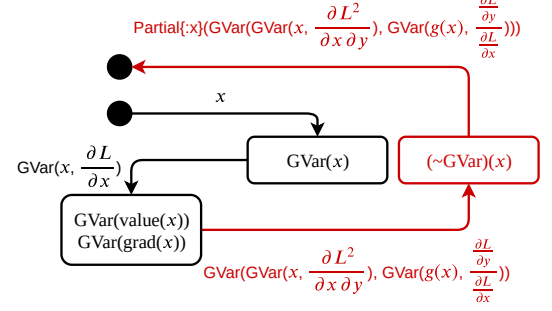 Partial{:x}(GVar(GVar(x, ∂L²/∂x∂y), GVar(g(x), ∂L/∂y / ∂L/∂x)))
x
GVar(x)
(~GVar)(x)
GVar(x, ∂L/∂x)
GVar(value(x))
GVar(grad(x))
GVar(GVar(x, ∂L²/∂x∂y), GVar(g(x), ∂L/∂y / ∂L/∂x))